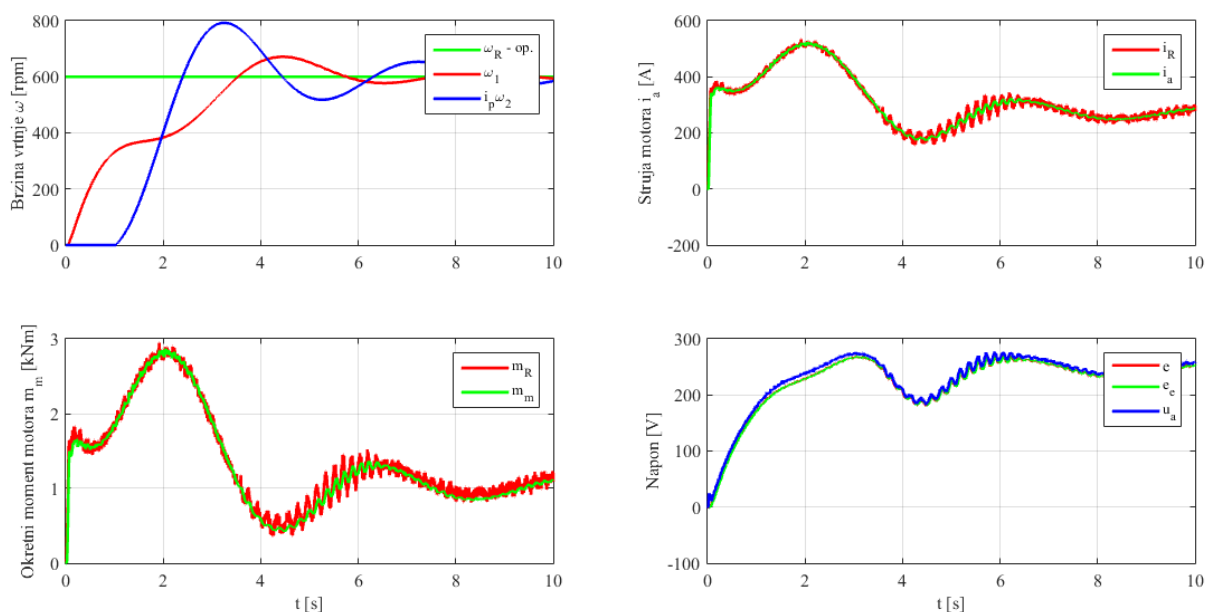 Brzina vrtnje ω [rpm]
800
600
400
200
0
0 2 4 6 8 10
ω_R - op.
ω_1
i_pω_2
Struja motora i_a [A]
600
400
200
0
-200
0 2 4 6 8 10
i_R
i_a
Okretni moment motora m_m [kNm]
3
2
1
0
0 2 4 6 8 10
t [s]
m_R
m_m
Napon [V]
300
200
100
0
-100
0 2 4 6 8 10
t [s]
e
e_e
u_a